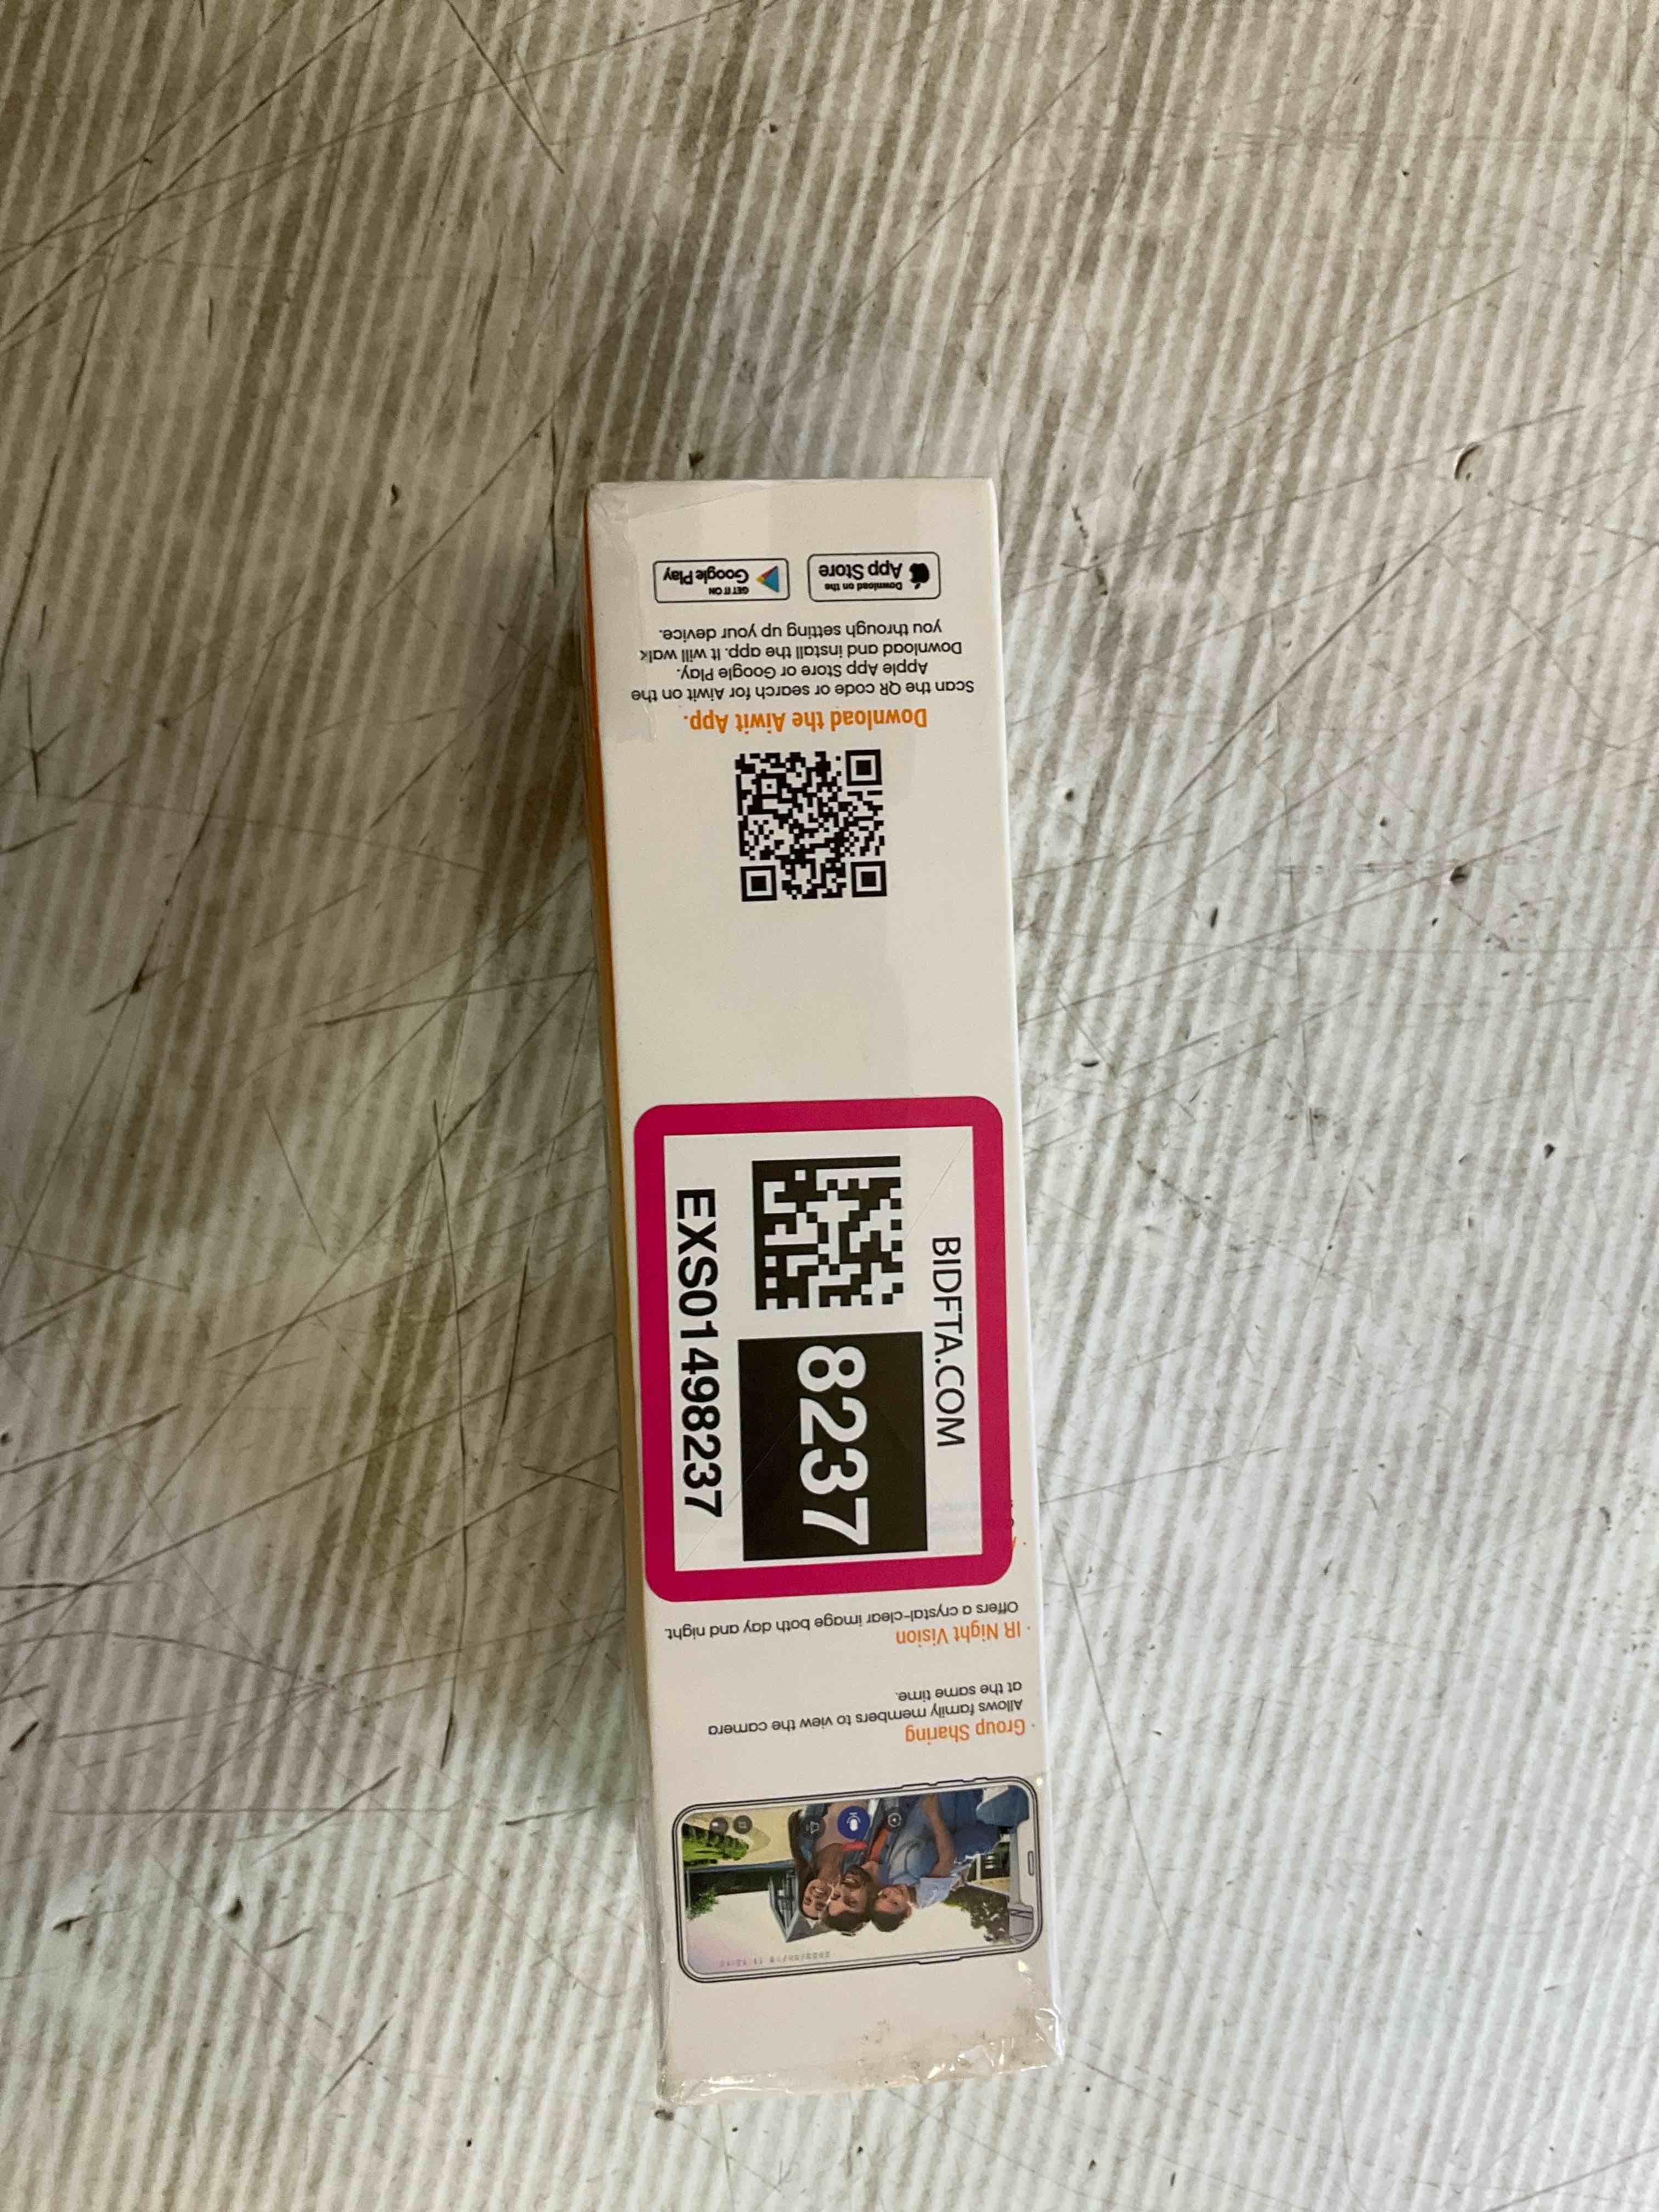 · Group Sharing
Allows family members to view the camera
at the same time.
· IR Night Vision
Offers a crystal-clear image both day and night
BIDFTA.COM
8237
EXS01498237
Download the Aiwit App.
Scan the QR code or search for Aiwit on the
Apple App Store or Google Play.
Download and install the app. It will walk
you through setting up your device.
Download on the
App Store
GET IT ON
Google Play